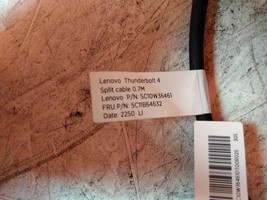 Lenovo Thunderbolt 4
Split cable 0.7M
Lenovo P/N: SC10W36461
FRU P/N: 5C11B64632
Date: 2250 LI